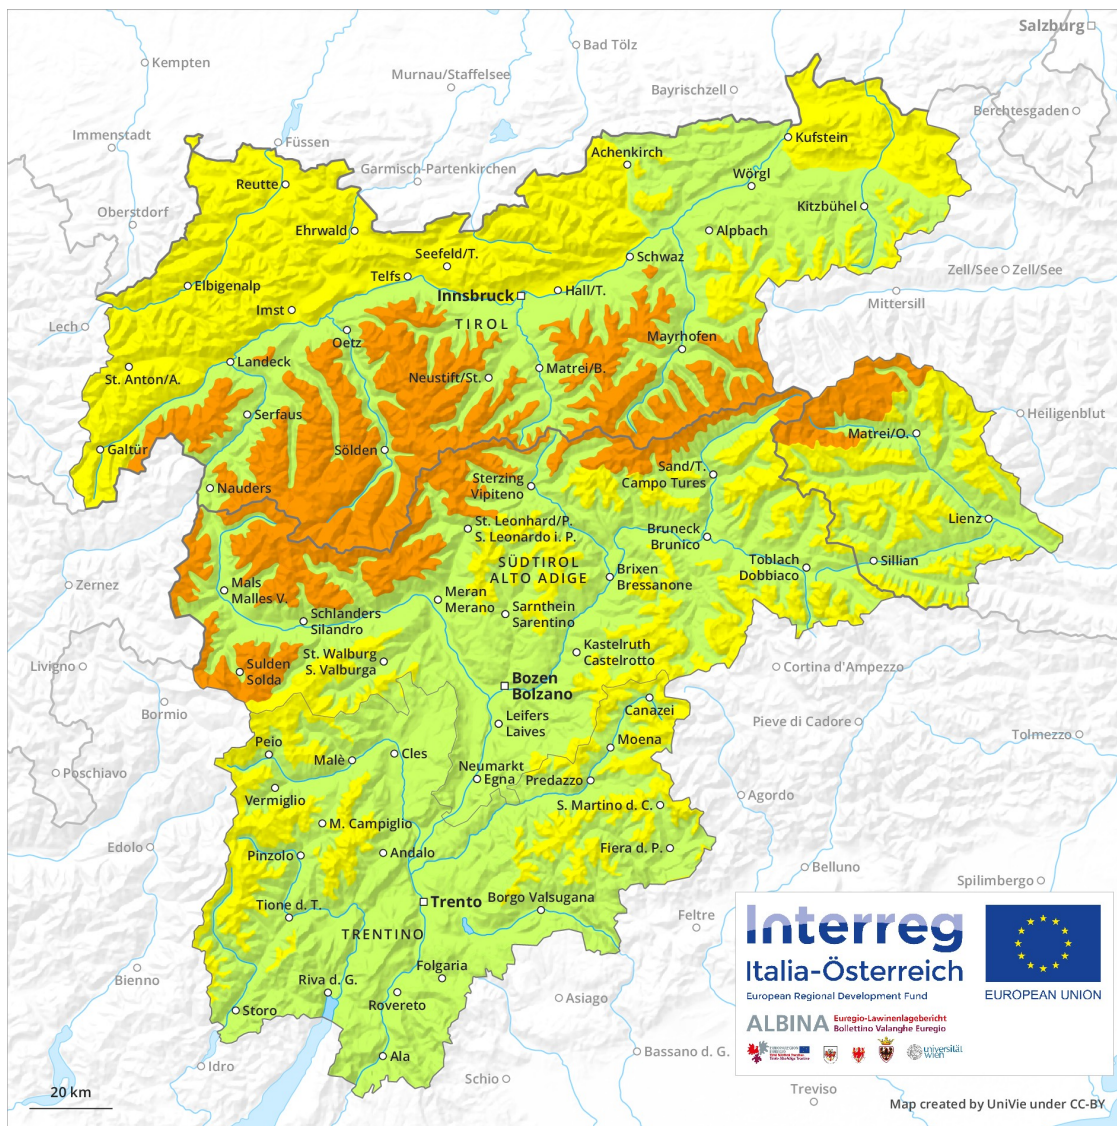 Salzburg
Bad Tölz
Kempten
Murnau/Staffelsee
Bayrischzell
Berchtesgaden
Immenstadt
Füssen
Kufstein
Achenkirch
Garmisch-Partenkirchen
Wörgl
Reutte
Kitzbühel
Oberstdorf
Ehrwald
Alpbach
Seefeld/T.
Schwaz
Telfs
Zell/See
Zell/See
Elbigenalp
Innsbruck
Hall/T.
Mittersill
Imst
TIROL
Lech
Oetz
Mayrhofen
Landeck
Matrei/B.
St. Anton/A.
Neustift/St.
Serfaus
Heiligenblut
Matrei/O.
Galtür
Sölden
Sand/T.
Campo Tures
Sterzing
Vipiteno
Nauders
Lienz
St. Leonhard/P.
S. Leonardo i. P.
Bruneck
Brunico
SÜDTIROL
ALTO ADIGE
Toblach
Dobbiaco
Sillian
Brixen
Bressanone
Zernez
Mals
Malles V.
Meran
Merano
Sarnthein
Sarentino
Schlanders
Silandro
Kastelruth
Castelrotto
St. Walburg
S. Valburga
Livigno
Sulden
Solda
Cortina d'Ampezzo
Bozen
Bolzano
Canazei
Bormio
Leifers
Laives
Pieve di Cadore
Tolmezzo
Peio
Moena
Malè
Cles
Neumarkt
Egna
Predazzo
Poschiavo
Vermiglio
Agordo
S. Martino d. C.
M. Campiglio
Edolo
Pinzolo
Andalo
Fiera d. P.
Belluno
Spilimbergo
Tione d. T.
Trento
Borgo Valsugana
Feltre
TRENTINO
Folgaria
Bienno
Riva d. G.
Rovereto
Asiago
Storo
Ala
Bassano d. G.
Idro
Schio
Treviso
20 km
Interreg
Italia-Österreich
European Regional Development Fund
EUROPEAN UNION
ALBINA
Euregio-Lawinenlagebericht
Bollettino Valanghe Euregio
universität
wien
Map created by UniVie under CC-BY